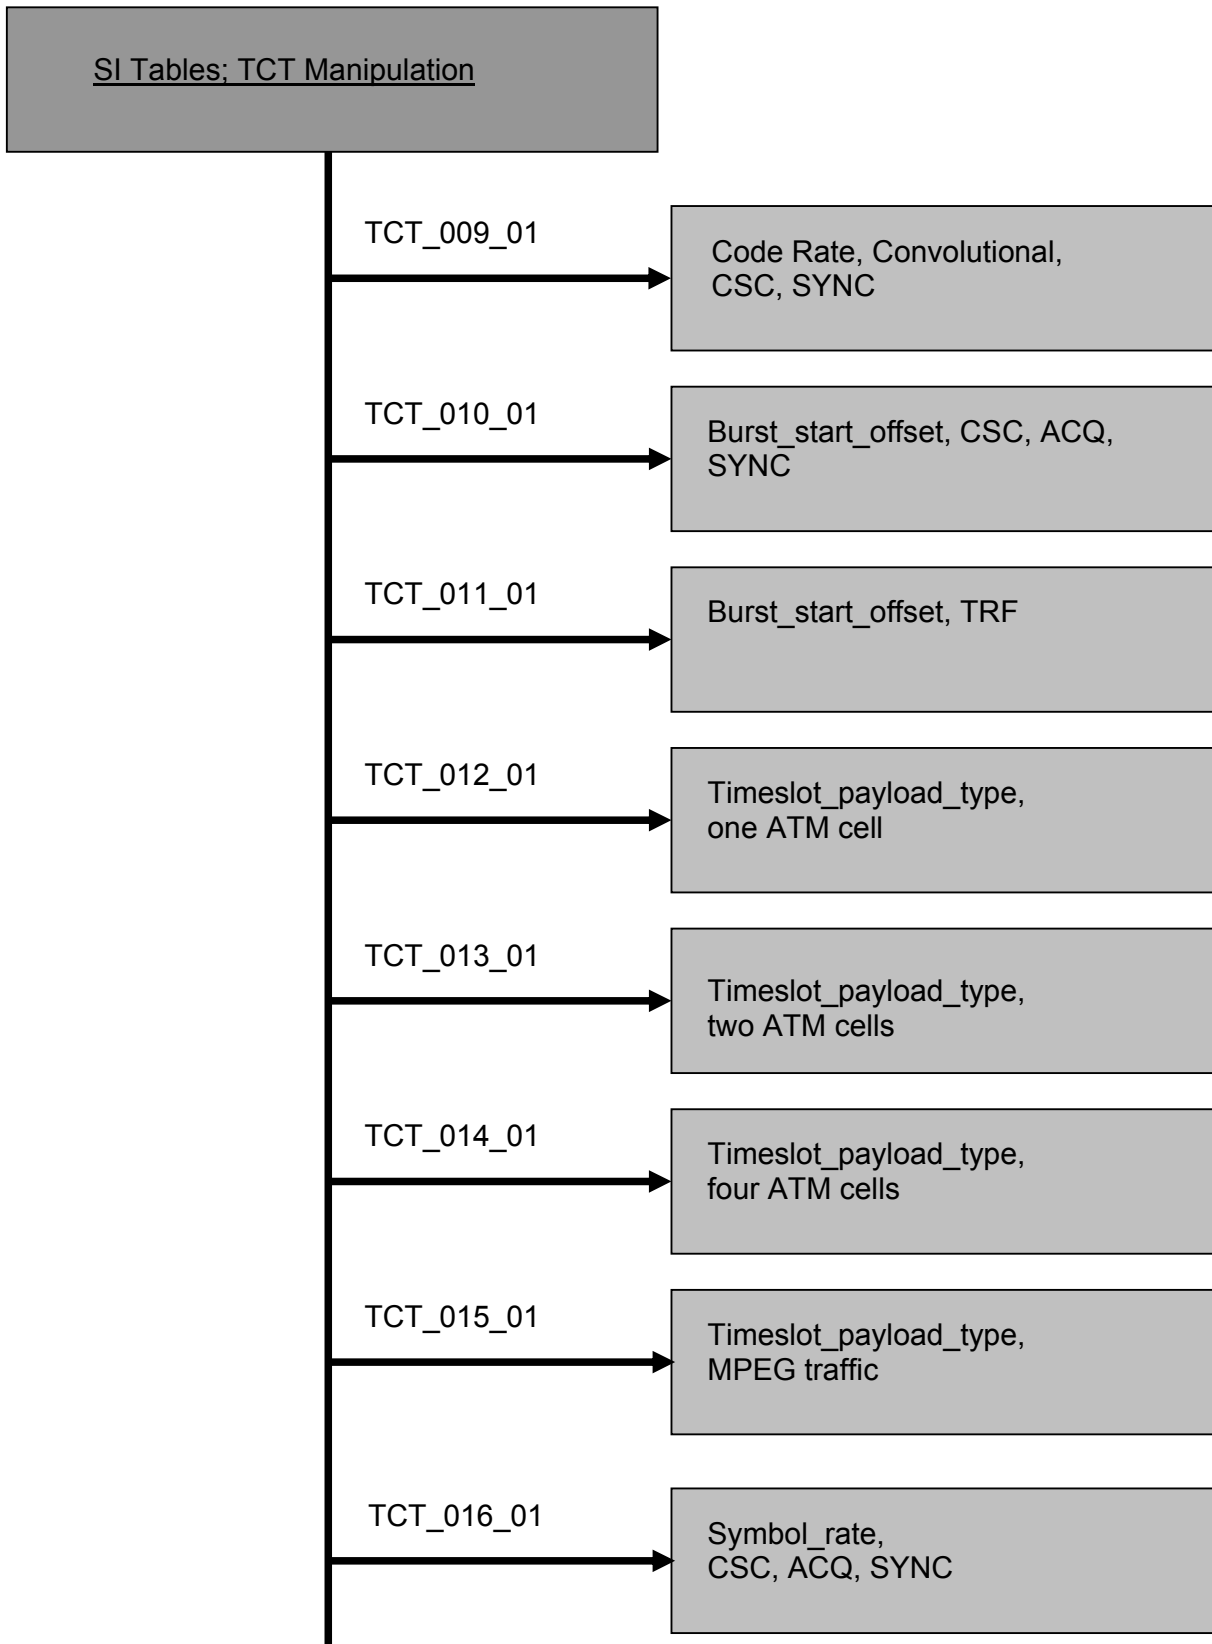 SI Tables; TCT Manipulation
TCT_009_01
Code Rate, Convolutional,
CSC, SYNC
TCT_010_01
Burst_start_offset, CSC, ACQ,
SYNC
TCT_011_01
Burst_start_offset, TRF
TCT_012_01
Timeslot_payload_type,
one ATM cell
TCT_013_01
Timeslot_payload_type,
two ATM cells
TCT_014_01
Timeslot_payload_type,
four ATM cells
TCT_015_01
Timeslot_payload_type,
MPEG traffic
TCT_016_01
Symbol_rate,
CSC, ACQ, SYNC